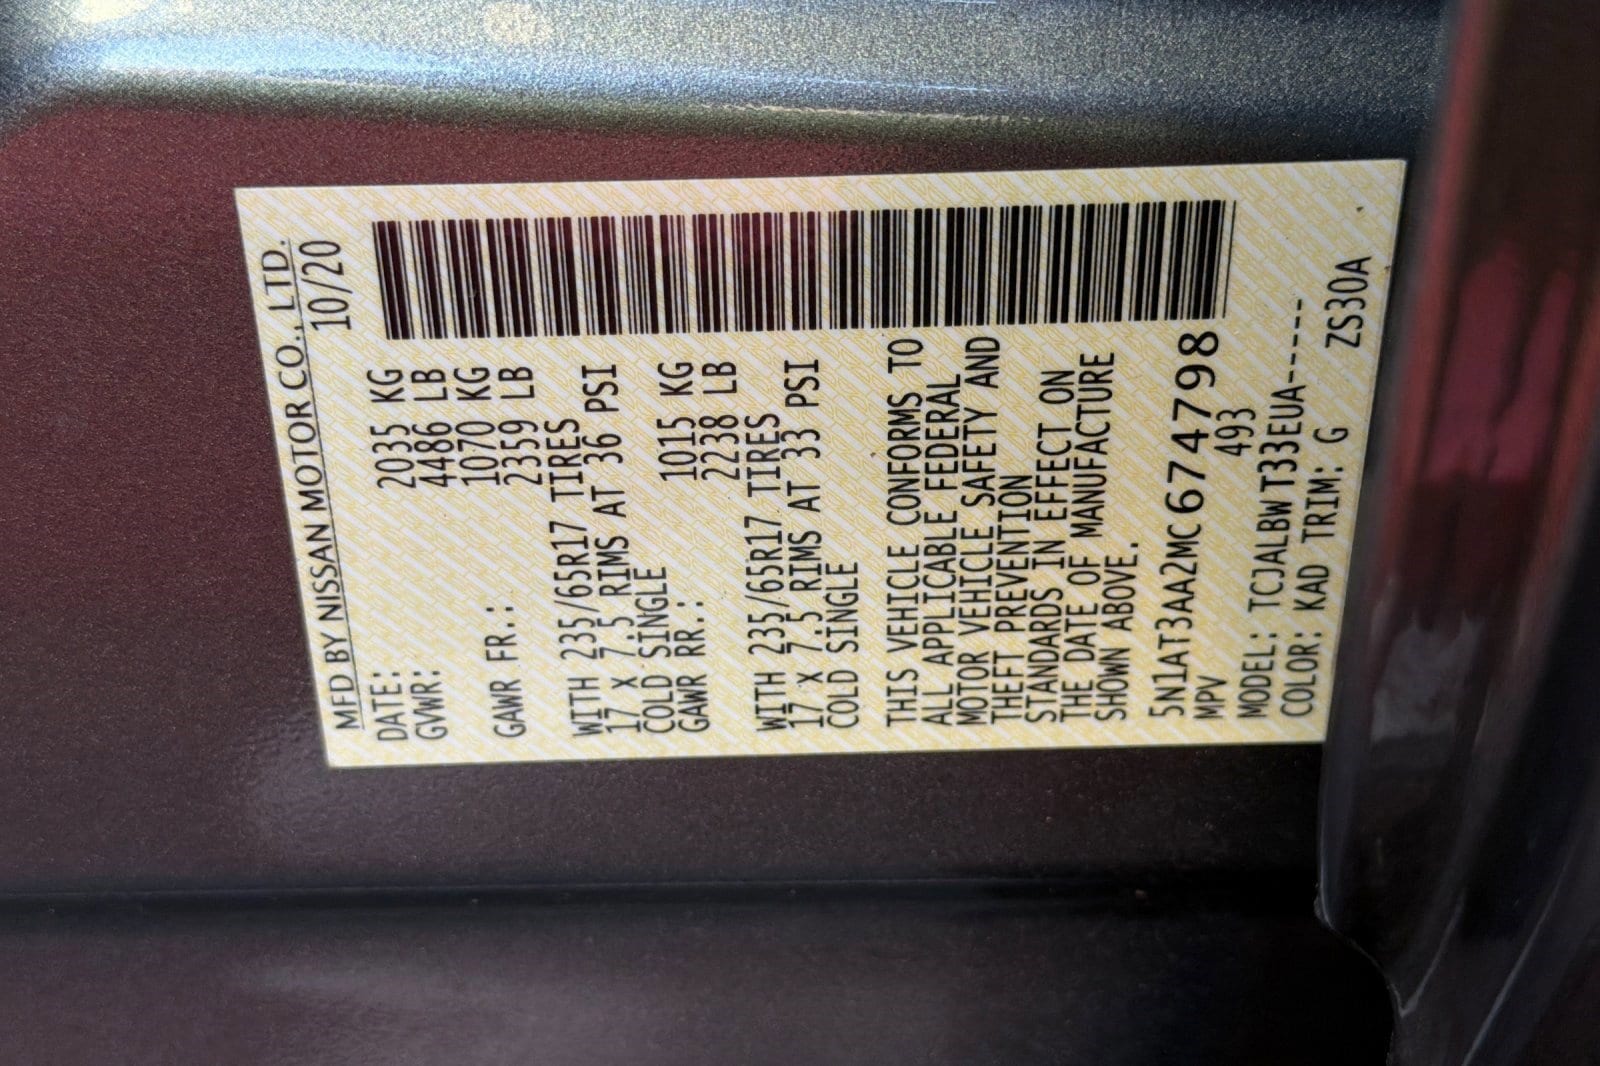 MFD BY NISSAN MOTOR CO., LTD.
DATE: 10/20
GVWR: 2035 KG
4486 LB
GAWR FR.: 1070 KG
2359 LB
WITH 235/65R17 TIRES
17 X 7.5 RIMS AT 36 PSI
COLD SINGLE
GAWR RR.: 1015 KG
2238 LB
WITH 235/65R17 TIRES
17 X 7.5 RIMS AT 33 PSI
COLD SINGLE
THIS VEHICLE CONFORMS TO
ALL APPLICABLE FEDERAL
MOTOR VEHICLE SAFETY AND
THEFT PREVENTION
STANDARDS IN EFFECT ON
THE DATE OF MANUFACTURE
SHOWN ABOVE.
5N1AT3AA2MC674798
MPV 493
MODEL: TCJALBWT33EUA------
COLOR: KAD TRIM: G ZS30A